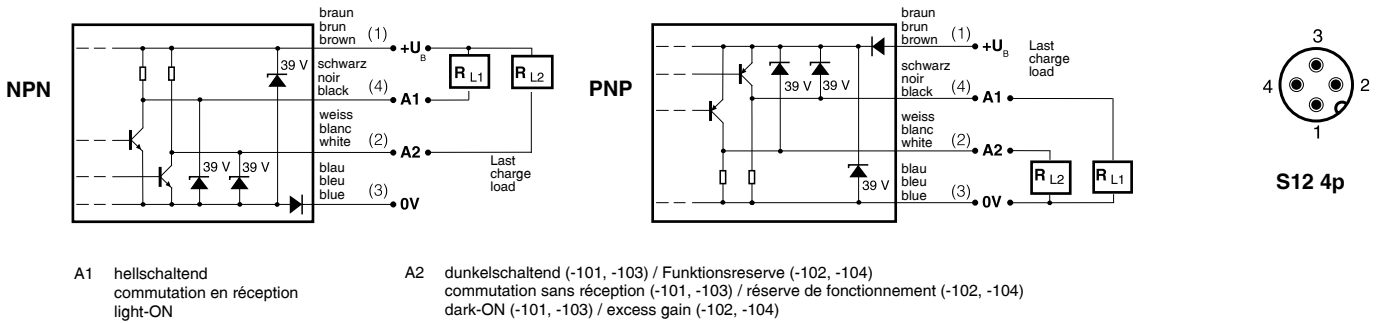 NPN
braun
brun
brown (1) +UB
39 V
R L1
R L2
schwarz
noir
black (4) A1
weiss
blanc
white (2) A2
39 V 39 V
Last
charge
load
blau
bleu
blue (3) 0V
PNP
braun
brun
brown (1) +UB
Last
charge
load
39 V 39 V
schwarz
noir
black (4) A1
weiss
blanc
white (2) A2
39 V
R L2
R L1
blau
bleu
blue (3) 0V
3
4 2
1
S12 4p
A1 hellschaltend
commutation en réception
light-ON
A2 dunkelschaltend (-101, -103) / Funktionsreserve (-102, -104)
commutation sans réception (-101, -103) / réserve de fonctionnement (-102, -104)
dark-ON (-101, -103) / excess gain (-102, -104)